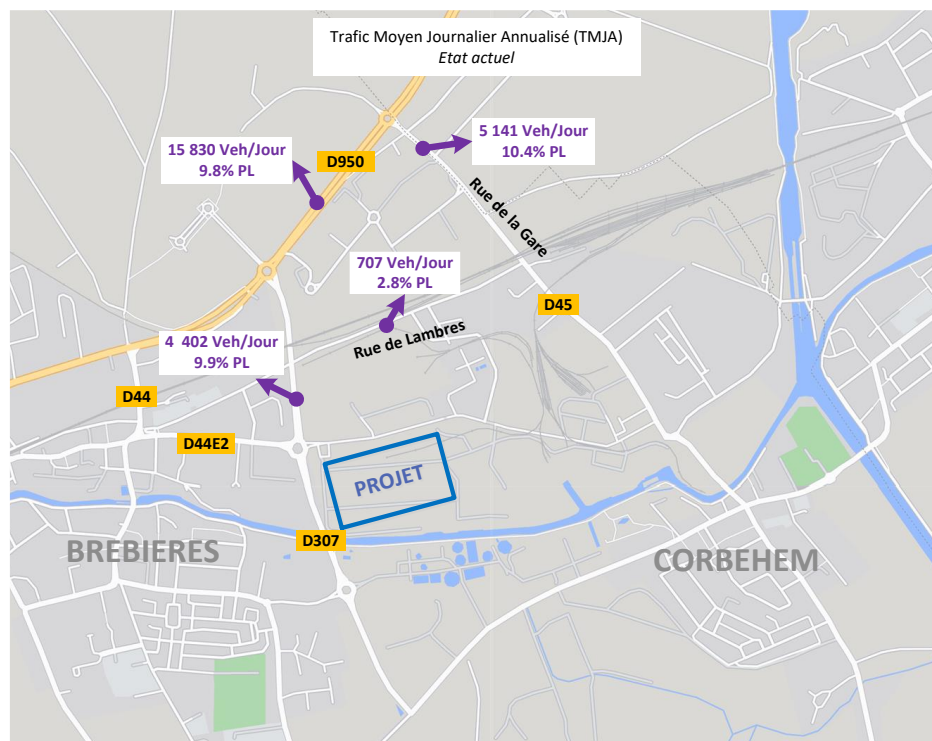 Trafic Moyen Journalier Annualisé (TMJA)
Etat actuel
5 141 Veh/Jour
10.4% PL
15 830 Veh/Jour
9.8% PL
D950
Rue de la Gare
707 Veh/Jour
2.8% PL
D45
Rue de Lambres
4 402 Veh/Jour
9.9% PL
D44
D44E2
PROJET
D307
BREBIERES
CORBEHEM